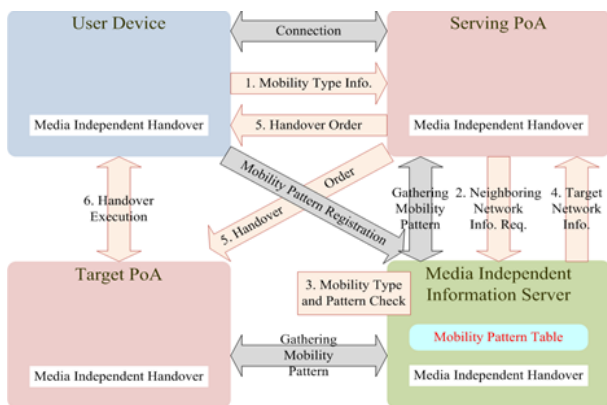 User Device
Connection
Serving PoA
1. Mobility Type Info.
5. Handover Order
Media Independent Handover
Media Independent Handover
6. Handover
Execution
Mobility Pattern Registration
5. Handover Order
Gathering
Mobility
Pattern
2. Neighboring
Network
Info. Req.
4. Target
Network
Info.
Target PoA
3. Mobility Type
and Pattern Check
Media Independent
Information Server
Mobility Pattern Table
Gathering
Mobility
Pattern
Media Independent Handover
Media Independent Handover